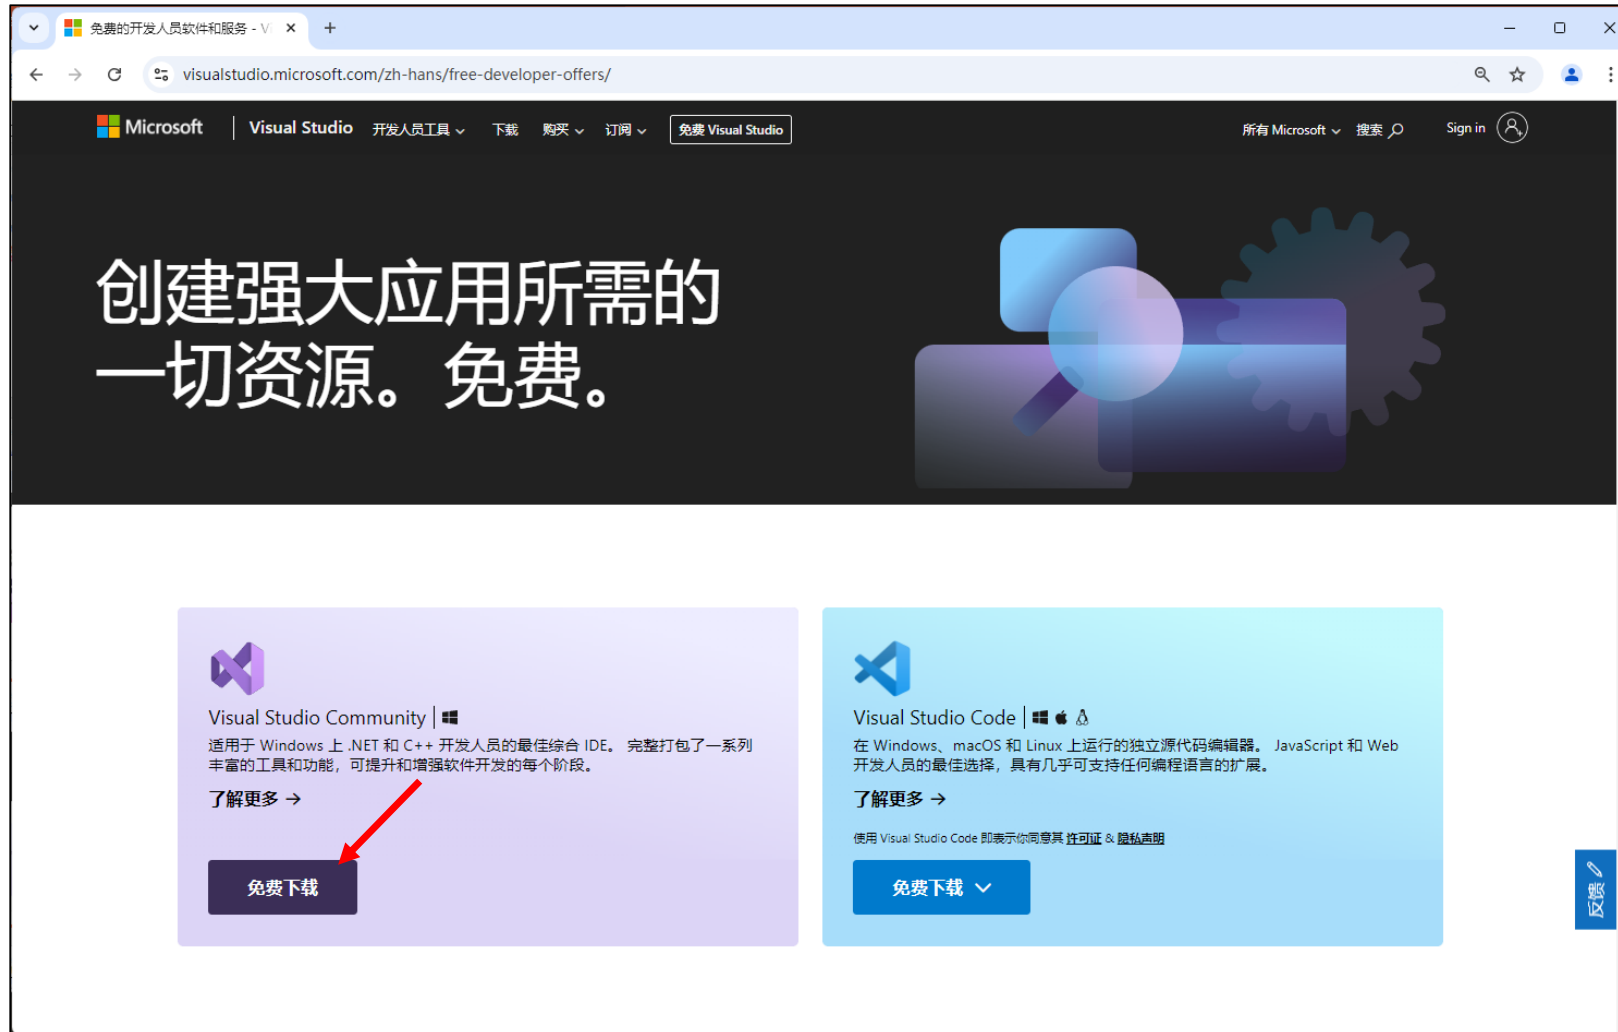 免费的开发人员软件和服务 - Vi
visualstudio.microsoft.com/zh-hans/free-developer-offers/
Microsoft Visual Studio 开发人员工具 下载 购买 订阅 免费 Visual Studio 所有 Microsoft 搜索 Sign in
创建强大应用所需的
一切资源。免费。
Visual Studio Community
适用于 Windows 上 .NET 和 C++ 开发人员的最佳综合 IDE。 完整打包了一系列
丰富的工具和功能，可提升和增强软件开发的每个阶段。
了解更多 →
免费下载
Visual Studio Code
在 Windows、macOS 和 Linux 上运行的独立源代码编辑器。 JavaScript 和 Web
开发人员的最佳选择，具有几乎可支持任何编程语言的扩展。
了解更多 →
使用 Visual Studio Code 即表示你同意其 许可证 & 隐私声明
免费下载
反馈